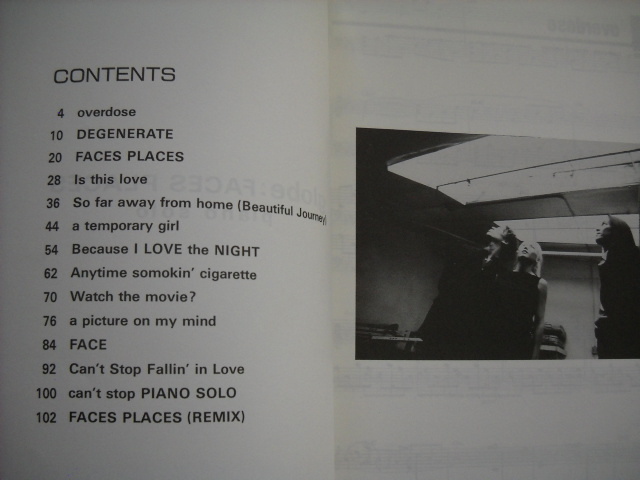 CONTENTS
4 overdose
10 DEGENERATE
20 FACES PLACES
28 Is this love
36 So far away from home (Beautiful Journey)
44 a temporary girl
54 Because I LOVE the NIGHT
62 Anytime somokin' cigarette
70 Watch the movie?
76 a picture on my mind
84 FACE
92 Can't Stop Fallin' in Love
100 can't stop PIANO SOLO
102 FACES PLACES (REMIX)